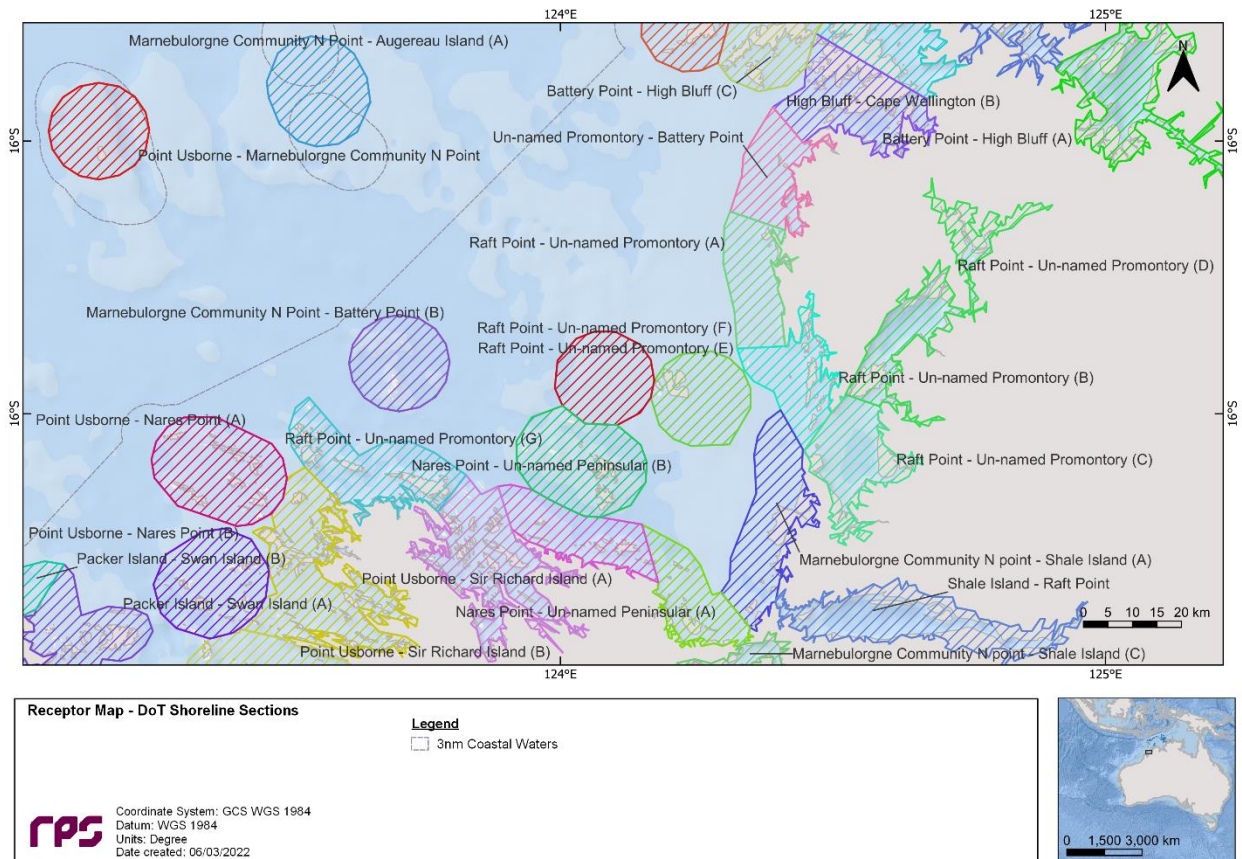 124°E
125°E
Marnebulorgne Community N Point - Augereau Island (A)
N
Battery Point - High Bluff (C)
High Bluff - Cape Wellington (B)
Un-named Promontory - Battery Point
Battery Point - High Bluff (A)
16°S
16°S
Point Usborne - Marnebulorgne Community N Point
Raft Point - Un-named Promontory (A)
Raft Point - Un-named Promontory (D)
Marnebulorgne Community N Point - Battery Point (B)
Raft Point - Un-named Promontory (F)
Raft Point - Un-named Promontory (E)
Raft Point - Un-named Promontory (B)
16°S
16°S
Point Usborne - Nares Point (A)
Raft Point - Un-named Promontory (G)
Raft Point - Un-named Promontory (C)
Nares Point - Un-named Peninsular (B)
Point Usborne - Nares Point (B)
Packer Island - Swan Island (B)
Marnebulorgne Community N point - Shale Island (A)
Point Usborne - Sir Richard Island (A)
Shale Island - Raft Point
Packer Island - Swan Island (A)
Nares Point - Un-named Peninsular (A)
0 5 10 15 20 km
Point Usborne - Sir Richard Island (B)
Marnebulorgne Community N point - Shale Island (C)
124°E
125°E
Receptor Map - DoT Shoreline Sections
Legend
3nm Coastal Waters
rps
Coordinate System: GCS WGS 1984
Datum: WGS 1984
Units: Degree
Date created: 06/03/2022
0 1,500 3,000 km